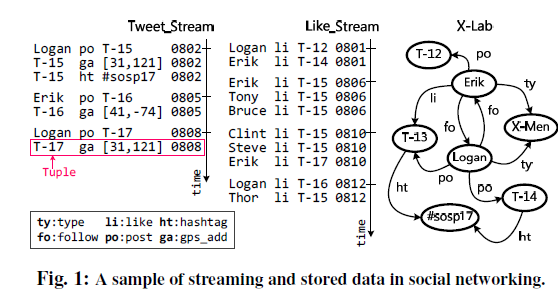 Tweet_Stream
Logan po T-15 0802
T-15 ga [31,121] 0802
T-15 ht #sosp17 0802
Erik po T-16 0805
T-16 ga [41,-74] 0805
Logan po T-17 0808
T-17 ga [31,121] 0808
Tuple
time
ty:type li:like ht:hashtag
fo:follow po:post ga:gps_add
Like_Stream
Logan li T-12 0801
Erik li T-14 0801
Erik li T-15 0806
Tony li T-15 0806
Bruce li T-15 0806
Clint li T-15 0810
Steve li T-15 0810
Erik li T-17 0810
Logan li T-16 0812
Thor li T-15 0812
time
X-Lab
T-12
po
Erik
ty
li
fo
fo
X-Men
T-13
Logan
ty
po
po
ht
T-14
#sosp17
ht
Fig. 1: A sample of streaming and stored data in social networking.